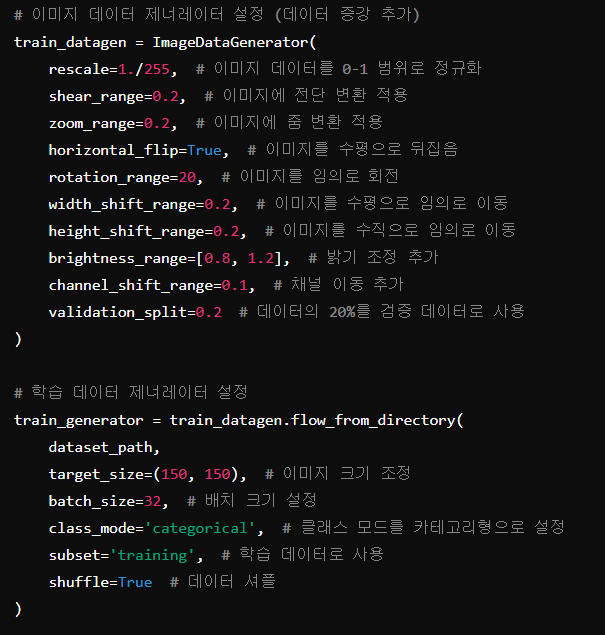 # 이미지 데이터 제너레이터 설정 (데이터 증강 추가)
train_datagen = ImageDataGenerator(
    rescale=1./255,  # 이미지 데이터를 0-1 범위로 정규화
    shear_range=0.2,  # 이미지에 전단 변환 적용
    zoom_range=0.2,  # 이미지에 줌 변환 적용
    horizontal_flip=True,  # 이미지를 수평으로 뒤집음
    rotation_range=20,  # 이미지를 임의로 회전
    width_shift_range=0.2,  # 이미지를 수평으로 임의로 이동
    height_shift_range=0.2,  # 이미지를 수직으로 임의로 이동
    brightness_range=[0.8, 1.2],  # 밝기 조정 추가
    channel_shift_range=0.1,  # 채널 이동 추가
    validation_split=0.2  # 데이터의 20%를 검증 데이터로 사용
)
# 학습 데이터 제너레이터 설정
train_generator = train_datagen.flow_from_directory(
    dataset_path,
    target_size=(150, 150),  # 이미지 크기 조정
    batch_size=32,  # 배치 크기 설정
    class_mode='categorical',  # 클래스 모드를 카테고리형으로 설정
    subset='training',  # 학습 데이터로 사용
    shuffle=True  # 데이터 셔플
)